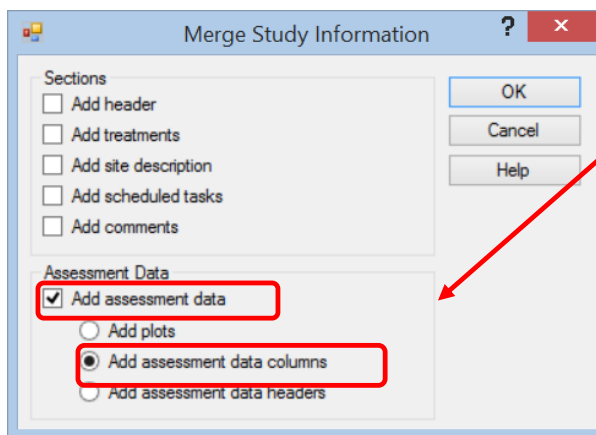 Merge Study Information
?
Sections
Add header
Add treatments
Add site description
Add scheduled tasks
Add comments
OK
Cancel
Help
Assessment Data
Add assessment data
Add plots
Add assessment data columns
Add assessment data headers